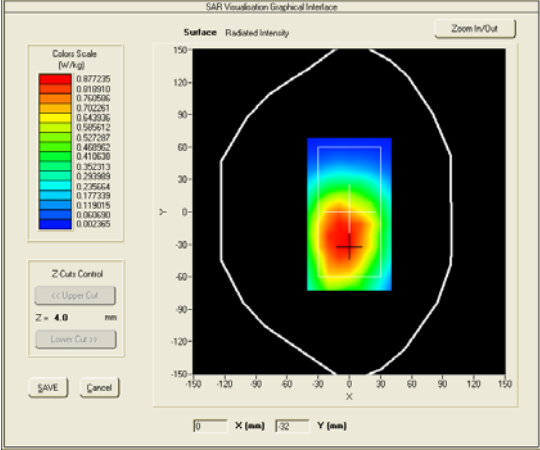 SAR Visualisation Graphical Interface
Surface Radiated Intensity
Zoom In/Out
Colors Scale
(W/kg)
0.877235
0.818910
0.760586
0.702261
0.643936
0.585612
0.527287
0.468962
0.410638
0.352313
0.293989
0.235664
0.177339
0.119015
0.060690
0.002365
Z-Cuts Control
<< Upper Cut
Z = 4.0 mm
Lower Cut >>
SAVE Cancel
150
120
90
60
30
0
-30
-60
-90
-120
-150
Y
-150 -120 -90 -60 -30 0 30 60 90 120 150
X
0 X (mm) -32 Y (mm)